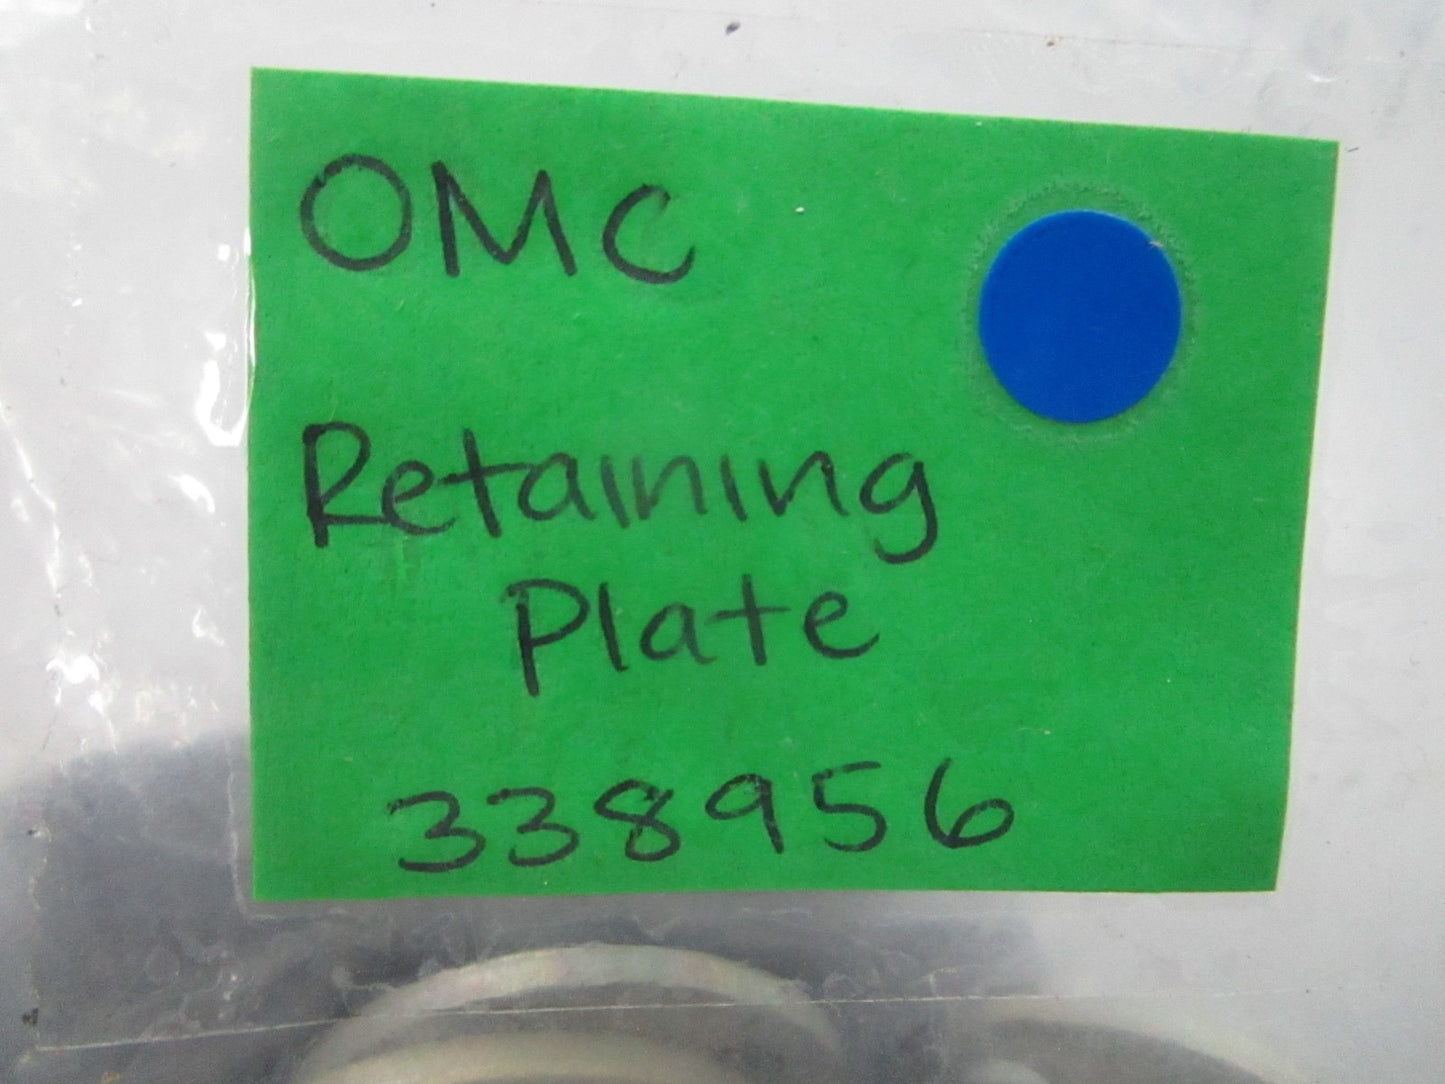 OMC
Retaining
Plate
338956